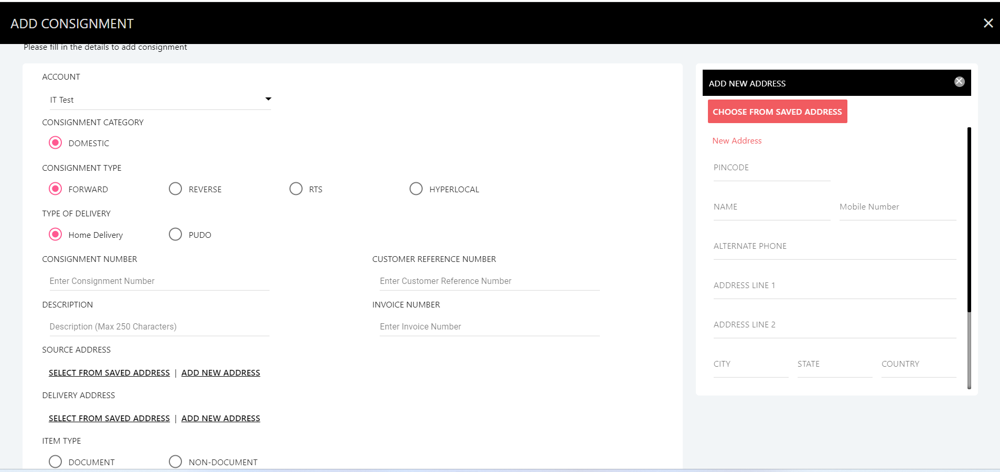 ADD CONSIGNMENT
Please fill in the details to add consignment
ACCOUNT
IT Test
CONSIGNMENT CATEGORY
DOMESTIC
CONSIGNMENT TYPE
FORWARD REVERSE RTS HYPERLOCAL
TYPE OF DELIVERY
Home Delivery PUDO
CONSIGNMENT NUMBER CUSTOMER REFERENCE NUMBER
Enter Consignment Number Enter Customer Reference Number
DESCRIPTION INVOICE NUMBER
Description (Max 250 Characters) Enter Invoice Number
SOURCE ADDRESS
SELECT FROM SAVED ADDRESS | ADD NEW ADDRESS
DELIVERY ADDRESS
SELECT FROM SAVED ADDRESS | ADD NEW ADDRESS
ITEM TYPE
DOCUMENT NON-DOCUMENT
ADD NEW ADDRESS
CHOOSE FROM SAVED ADDRESS
New Address
PINCODE
NAME Mobile Number
ALTERNATE PHONE
ADDRESS LINE 1
ADDRESS LINE 2
CITY STATE COUNTRY